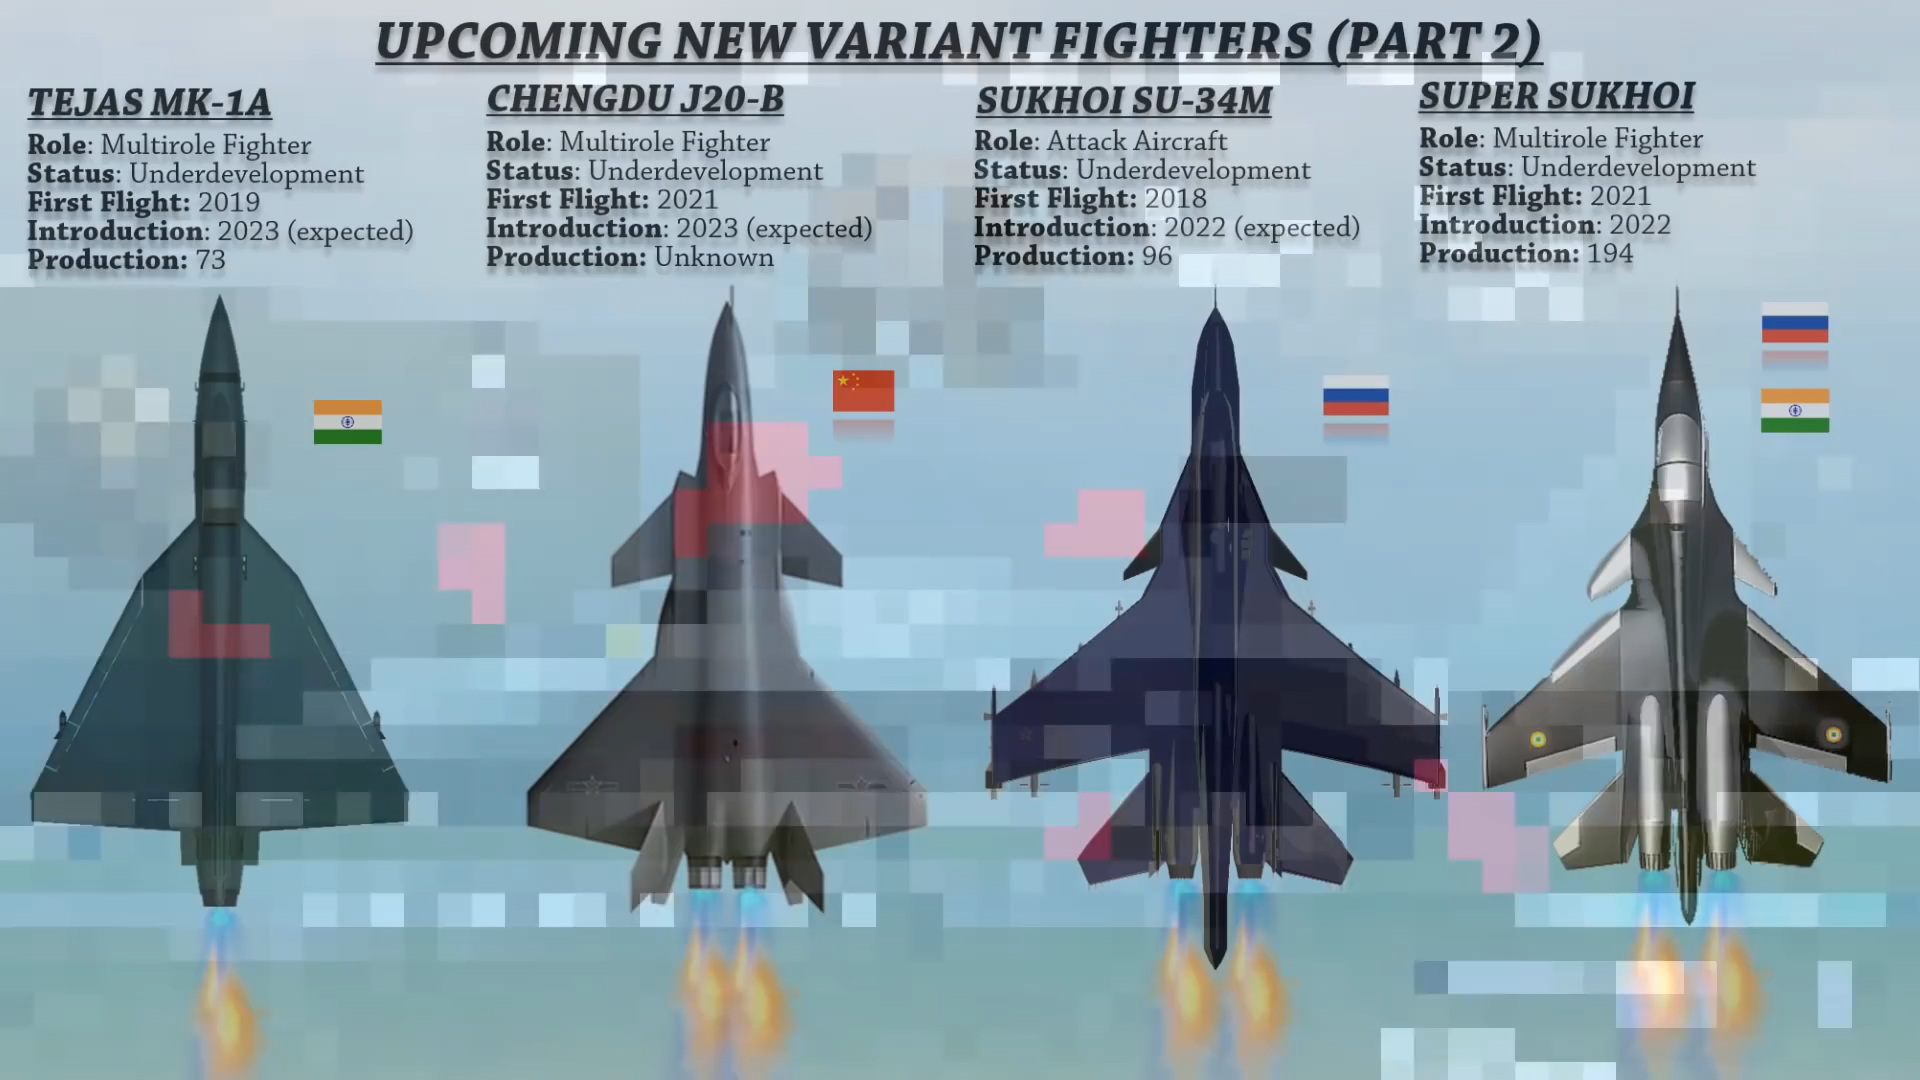 UPCOMING NEW VARIANT FIGHTERS (PART 2)
TEJAS MK-1A
Role: Multirole Fighter
Status: Underdevelopment
First Flight: 2019
Introduction: 2023 (expected)
Production: 73
CHENGDU J20-B
Role: Multirole Fighter
Status: Underdevelopment
First Flight: 2021
Introduction: 2023 (expected)
Production: Unknown
SUKHOI SU-34M
Role: Attack Aircraft
Status: Underdevelopment
First Flight: 2018
Introduction: 2022 (expected)
Production: 96
SUPER SUKHOI
Role: Multirole Fighter
Status: Underdevelopment
First Flight: 2021
Introduction: 2022
Production: 194